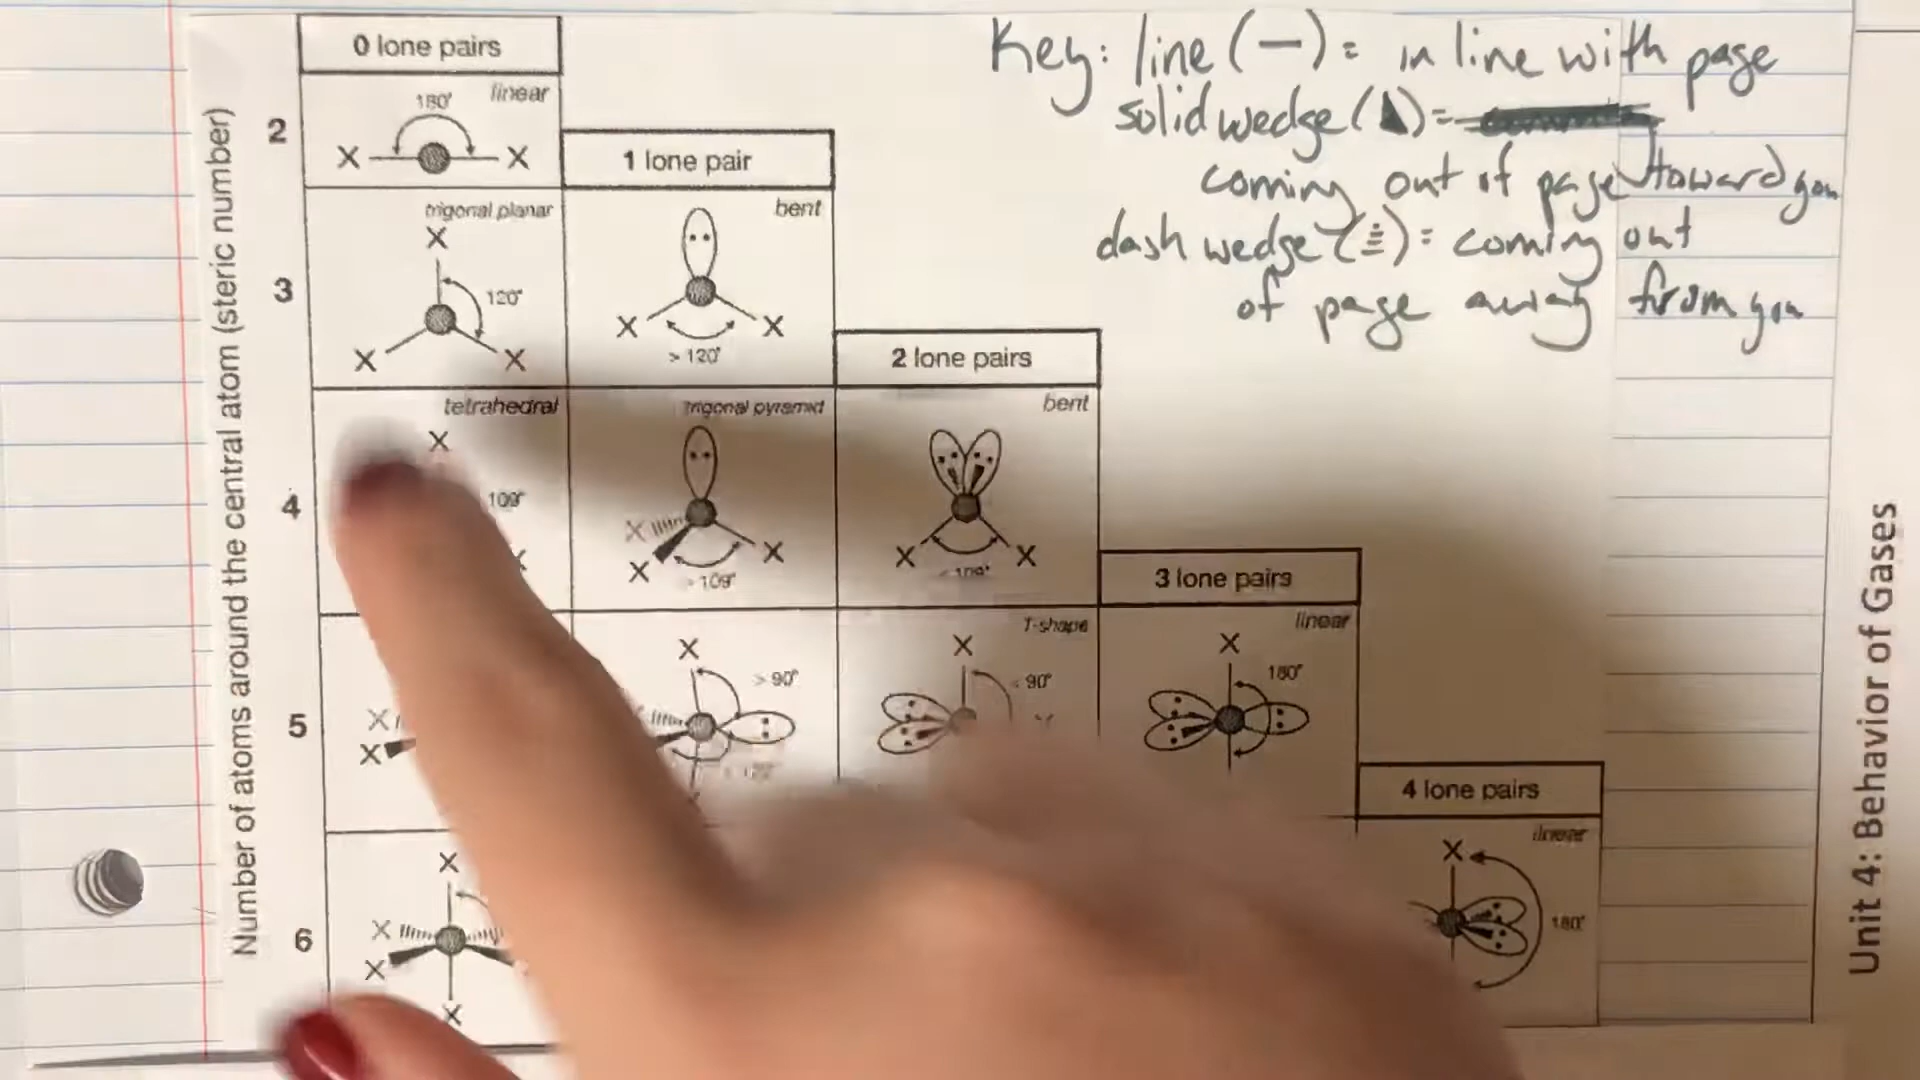 0 lone pairs
Key: line (—) = in line with page
linear
180°
solid wedge ( ) =
2
X X
1 lone pair
coming out of page toward you
trigonal planar
bent
X
dash wedge ( ) = coming out
3
120°
of page away from you
X X
X X
> 120°
2 lone pairs
tetrahedral
trigonal pyramid
bent
X
4
109°
X
X
X
X X
109°
3 lone pairs
T-shape
linear
X
X
X
> 90°
< 90°
180°
5
X
X
4 lone pairs
linear
X
X
6
X
X
180°
X
Number of atoms around the central atom (steric number)
Unit 4: Behavior of Gases